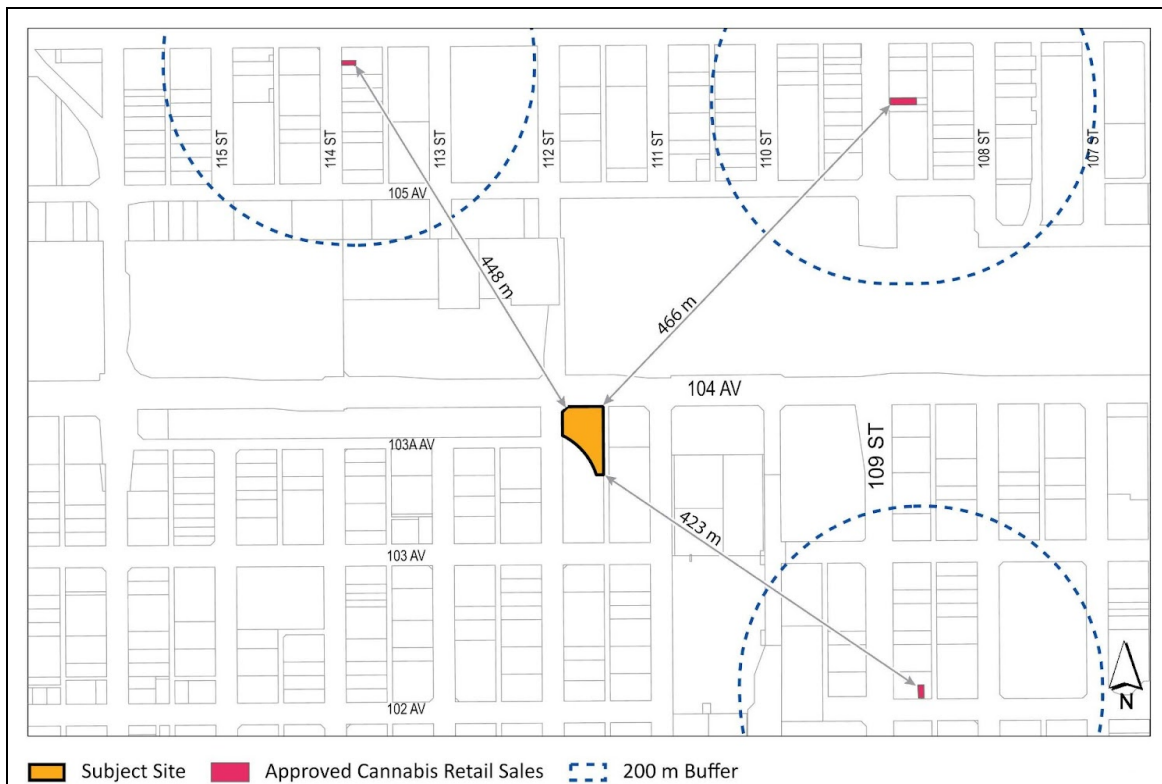 115 ST
114 ST
113 ST
112 ST
111 ST
110 ST
108 ST
107 ST
105 AV
448 m
466 m
104 AV
103A AV
109 ST
423 m
103 AV
102 AV
N
Subject Site
Approved Cannabis Retail Sales
200 m Buffer